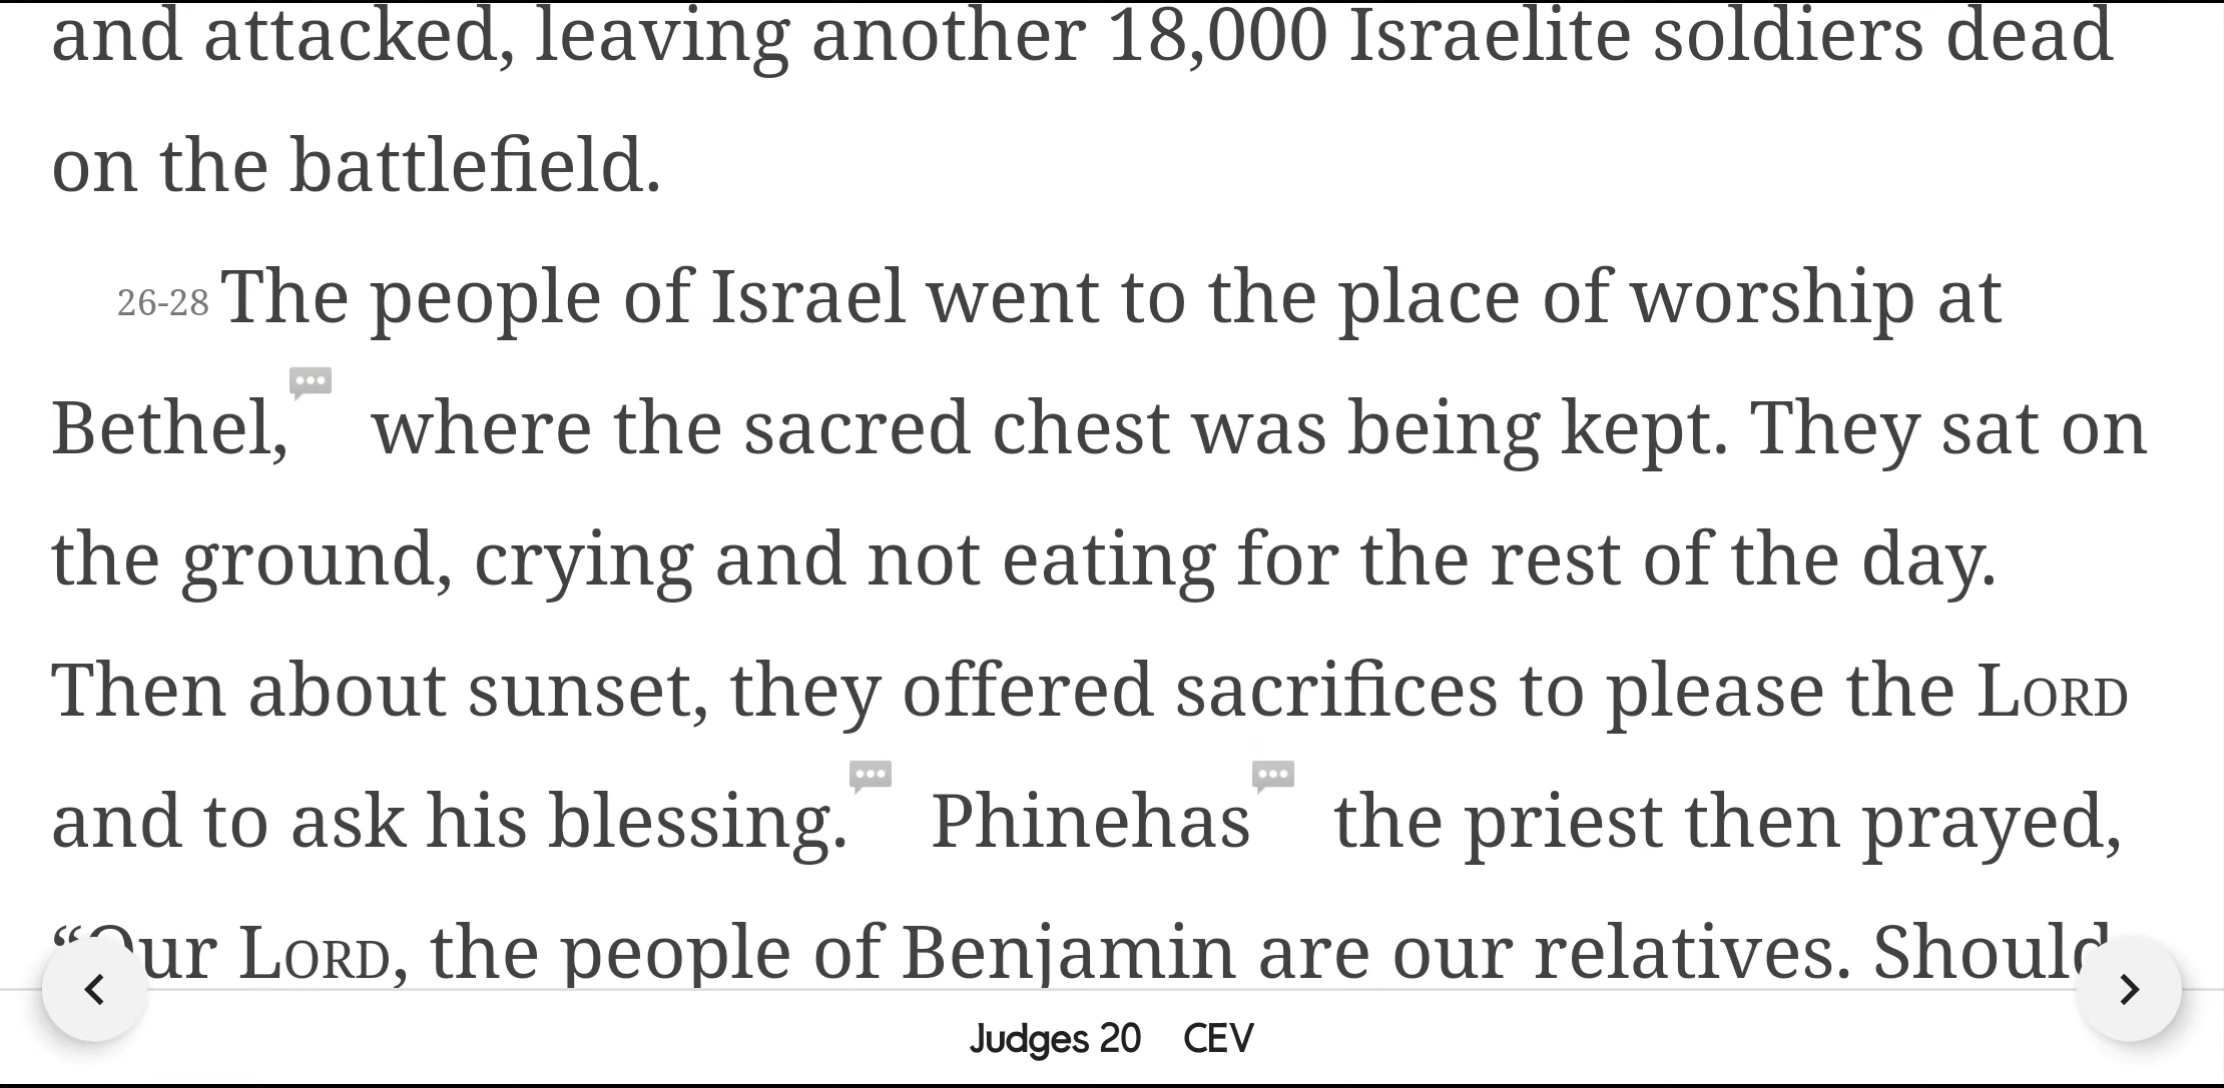 and attacked, leaving another 18,000 Israelite soldiers dead
on the battlefield.
26-28 The people of Israel went to the place of worship at
Bethel, where the sacred chest was being kept. They sat on
the ground, crying and not eating for the rest of the day.
Then about sunset, they offered sacrifices to please the LORD
and to ask his blessing. Phinehas the priest then prayed,
“Our LORD, the people of Benjamin are our relatives. Should
Judges 20 CEV